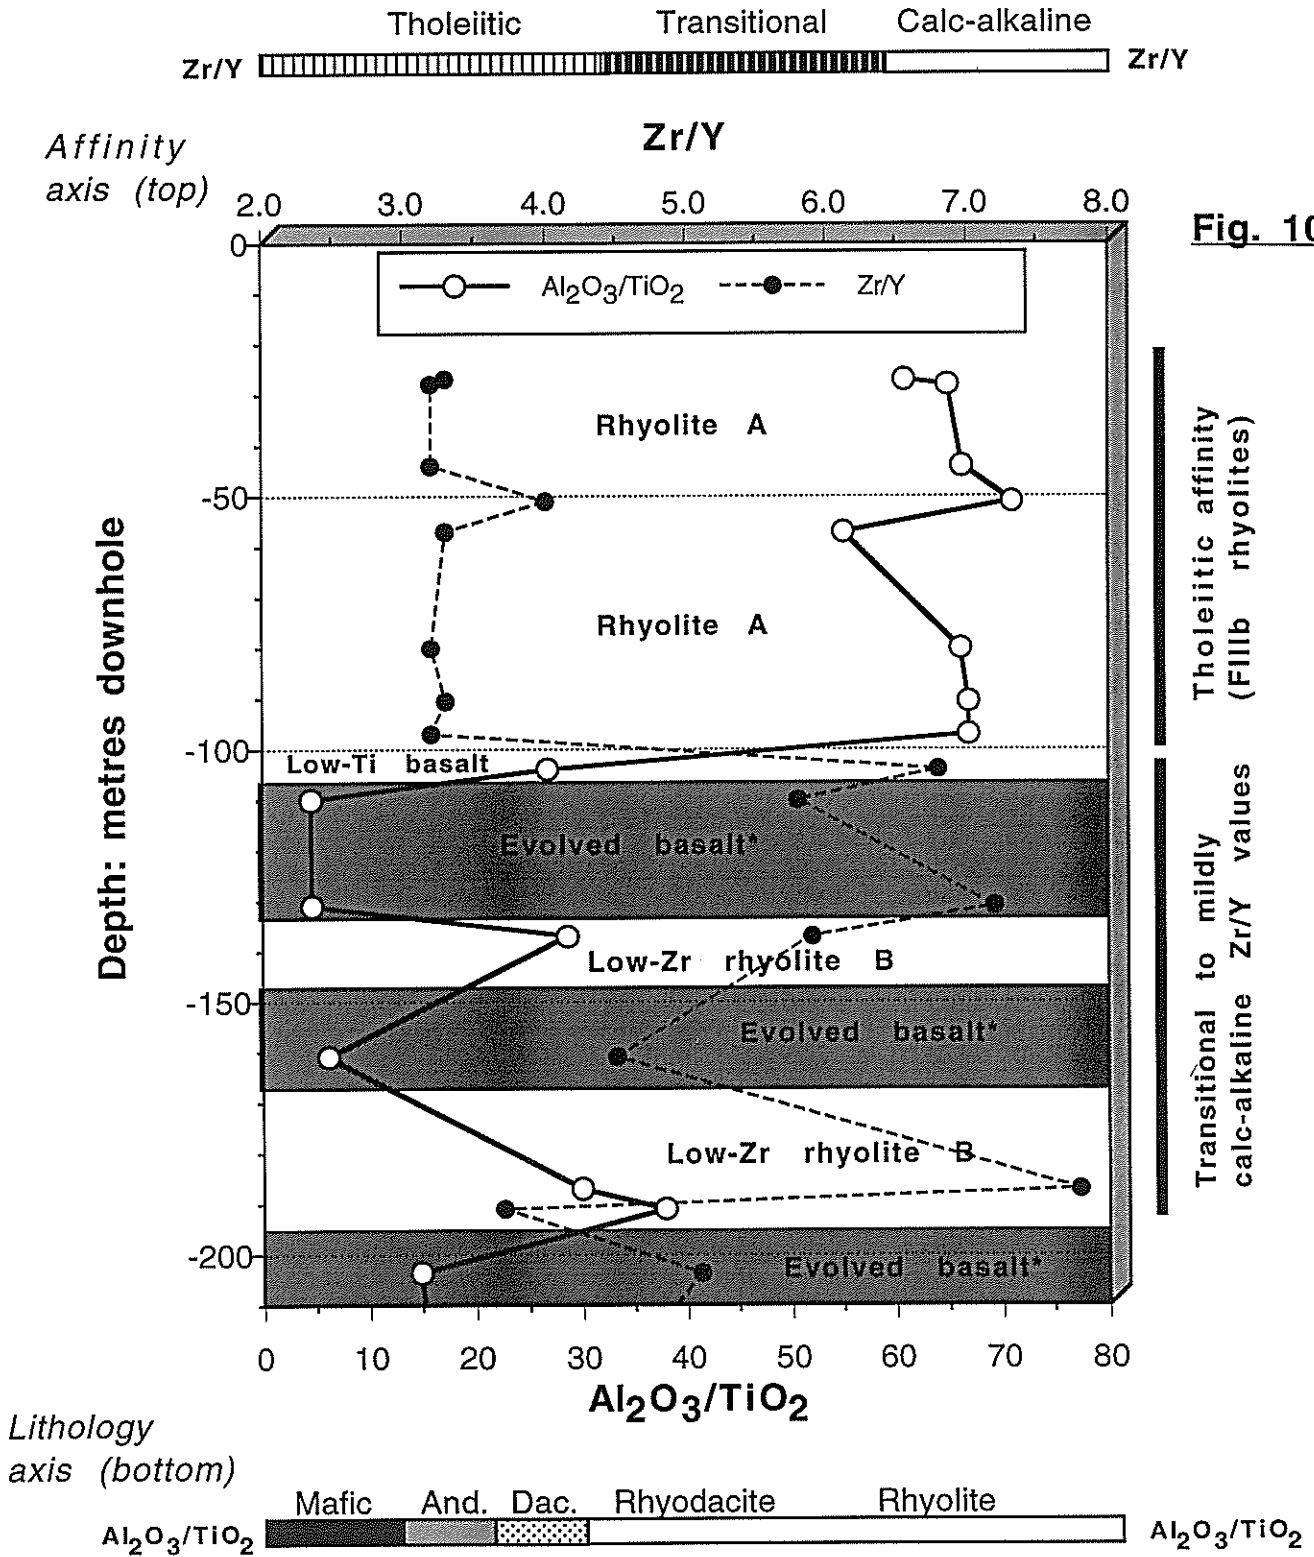 Tholeiitic Transitional Calc-alkaline
Zr/Y Zr/Y
Affinity
axis (top)
Zr/Y
2.0 3.0 4.0 5.0 6.0 7.0 8.0
Fig. 10
0
Al2O3/TiO2 Zr/Y
Rhyolite A
-50
Rhyolite A
-100
Low-Ti basalt
Evolved basalt*
Low-Zr rhyolite B
-150
Evolved basalt*
Low-Zr rhyolite B
-200
Evolved basalt*
Depth: metres downhole
Tholeiitic affinity
(FIIIb rhyolites)
Transitional to mildly
calc-alkaline Zr/Y values
0 10 20 30 40 50 60 70 80
Al2O3/TiO2
Lithology
axis (bottom)
Mafic And. Dac. Rhyodacite Rhyolite
Al2O3/TiO2 Al2O3/TiO2